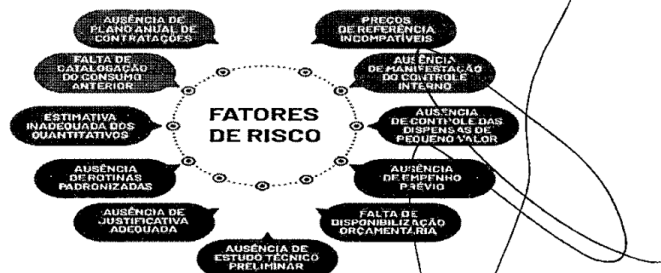 AUSÊNCIA DE
PLANO ANUAL DE
CONTRATAÇÕES
PREÇOS
DE REFERÊNCIA
INCOMPATÍVEIS
FALTA DE
CATALOGAÇÃO
DO CONSUMO
ANTERIOR
AUSÊNCIA
DE MANIFESTAÇÃO
DO CONTROLE
INTERNO
FATORES
DE RISCO
ESTIMATIVA
INADEQUADA DOS
QUANTITATIVOS
AUSÊNCIA
DE CONTROLE DAS
DISPENSAS DE
PEQUENO VALOR
AUSÊNCIA
DE ROTINAS
PADRONIZADAS
AUSÊNCIA
DE EMPENHO
PRÉVIO
AUSÊNCIA DE
JUSTIFICATIVA
ADEQUADA
FALTA DE
DISPONIBILIZAÇÃO
ORÇAMENTÁRIA
AUSÊNCIA DE
ESTUDO TÉCNICO
PRELIMINAR